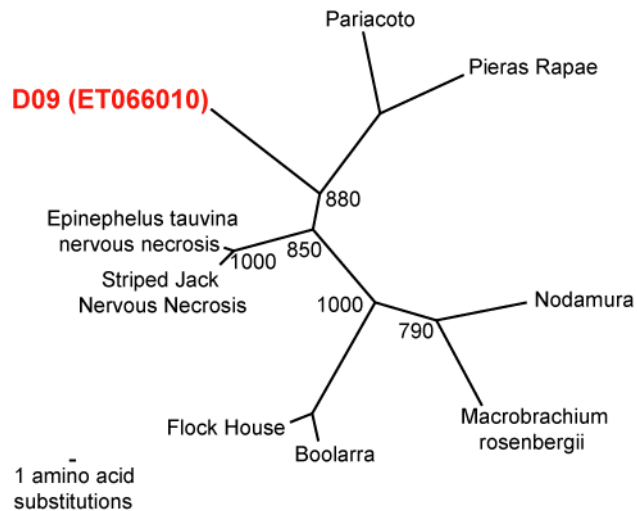 Pariacoto
Pieras Rapae
D09 (ET066010)
880
Epinephelus tauvina
nervous necrosis
1000
850
Striped Jack
Nervous Necrosis
1000
Nodamura
790
Macrobrachium
rosenbergii
Flock House
Boolarra
1 amino acid
substitutions